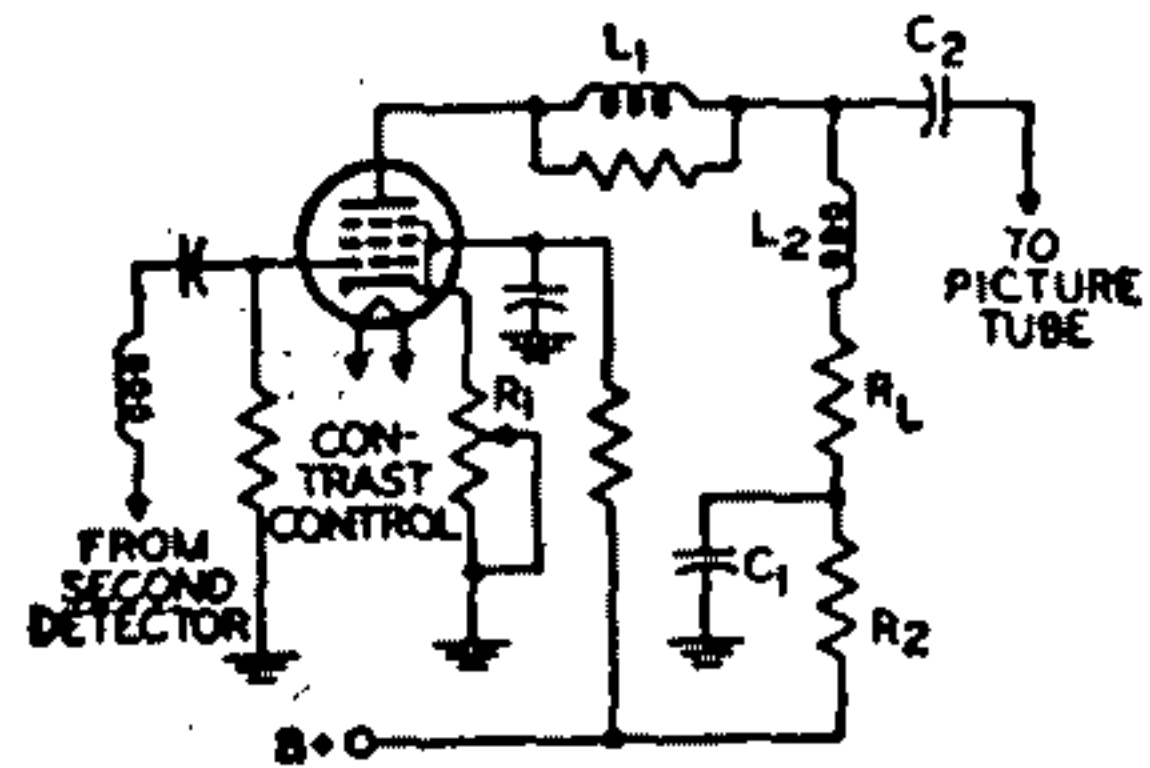 L1
C2
L2
TO
PICTURE
TUBE
R1
RL
CON-
TRAST
CONTROL
FROM
SECOND
DETECTOR
C1
R2
B+